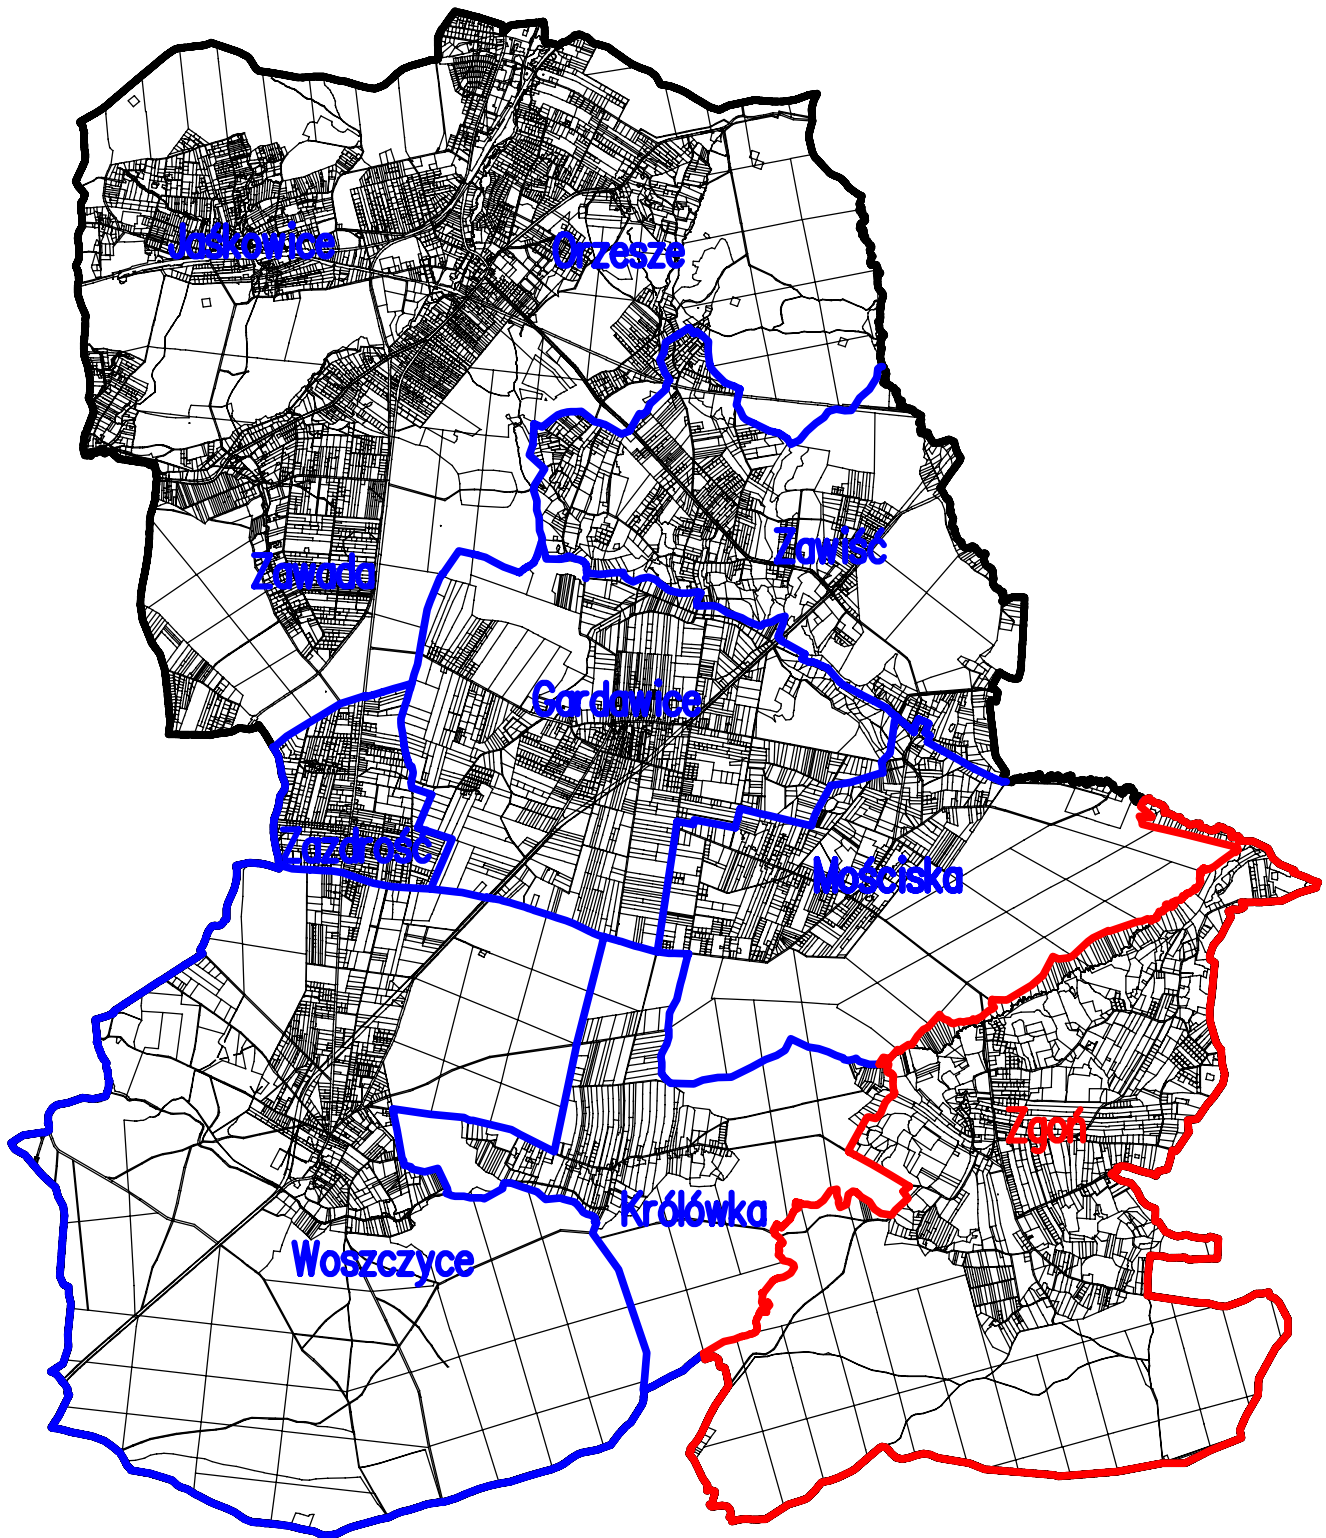 Jaśkowice
Orzesze
Zawiść
Zawada
Gardawice
Zazdrość
Mościska
Zgoń
Królówka
Woszczyce